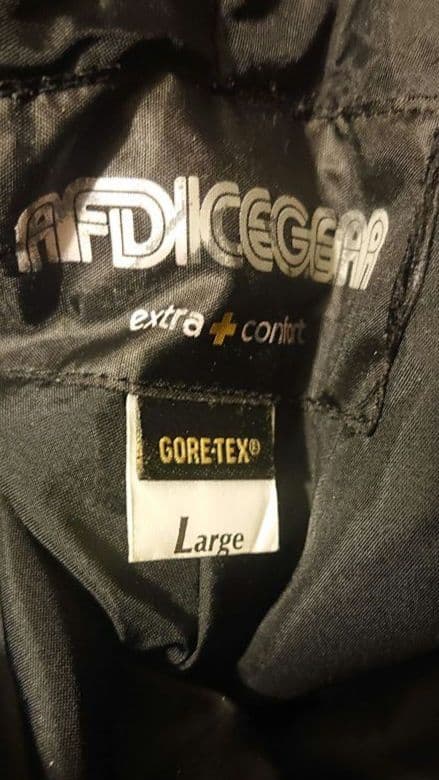 AFDICEGEAR
extra + confort
GORE-TEX®
Large